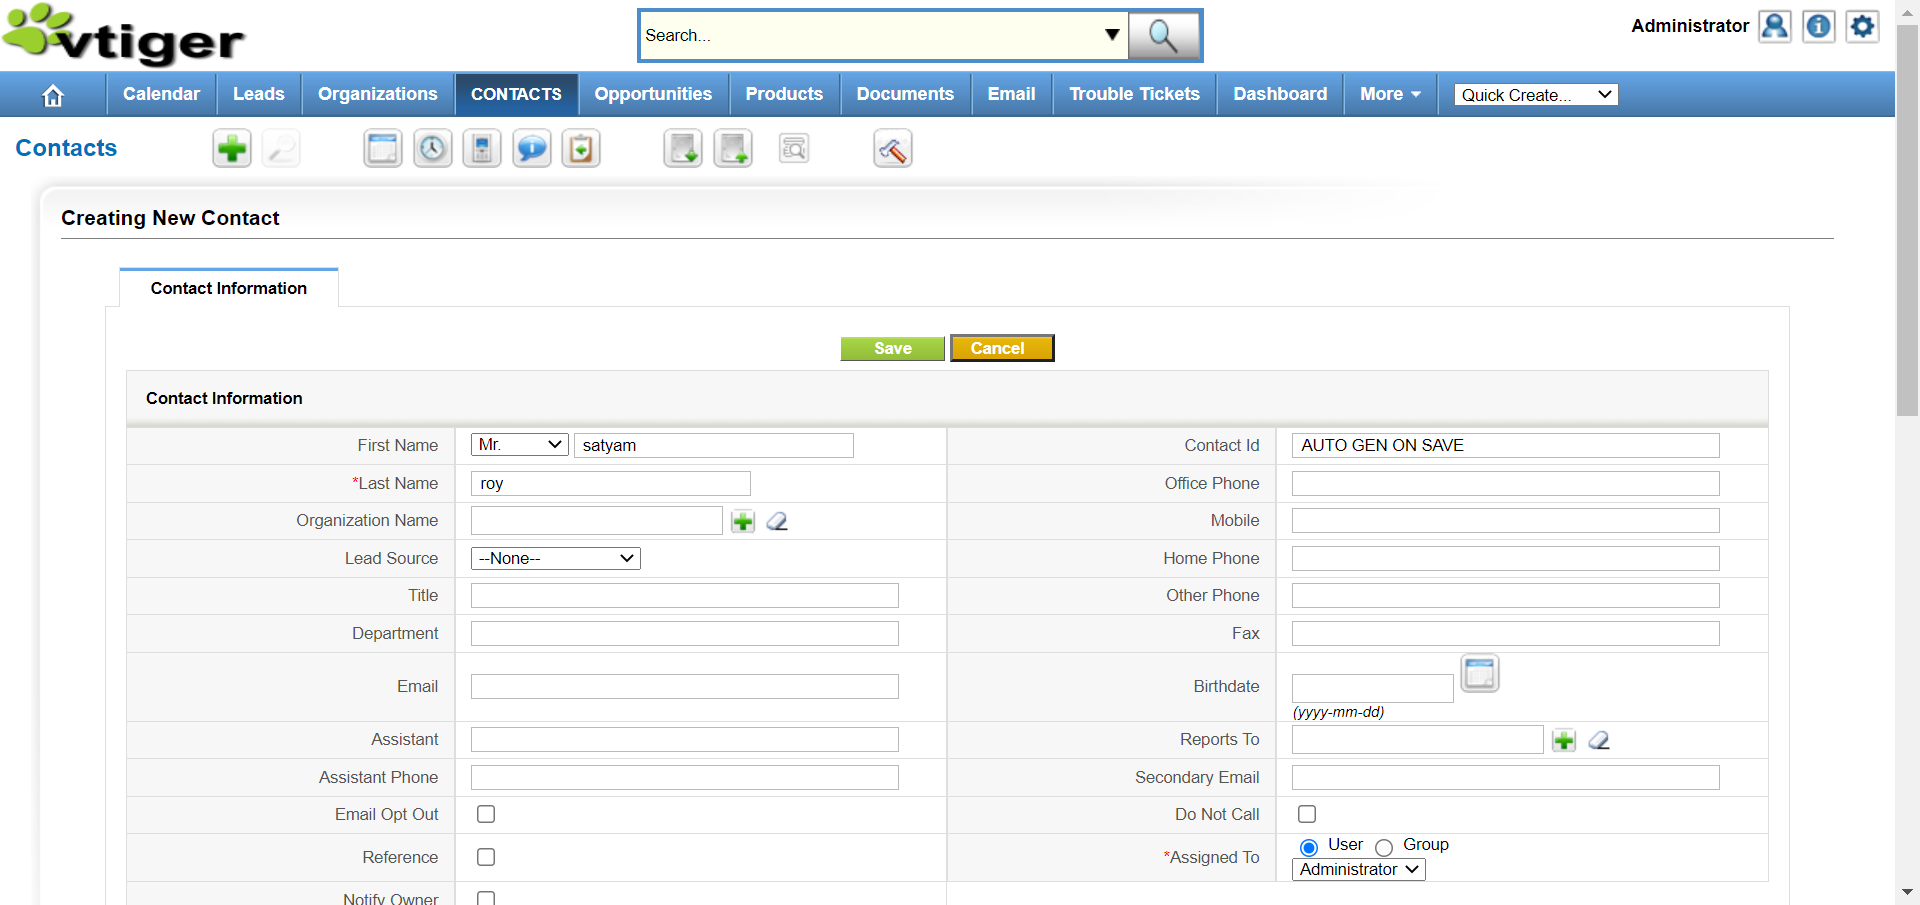 vtiger
Search...
Administrator
Calendar Leads Organizations CONTACTS Opportunities Products Documents Email Trouble Tickets Dashboard More Quick Create...
Contacts
Creating New Contact
Contact Information
Save Cancel
Contact Information
First Name Mr. satyam Contact Id AUTO GEN ON SAVE
*Last Name roy Office Phone
Organization Name Mobile
Lead Source --None-- Home Phone
Title Other Phone
Department Fax
Email Birthdate
(yyyy-mm-dd)
Assistant Reports To
Assistant Phone Secondary Email
Email Opt Out Do Not Call
Reference *Assigned To User Group
Administrator
Notify Owner